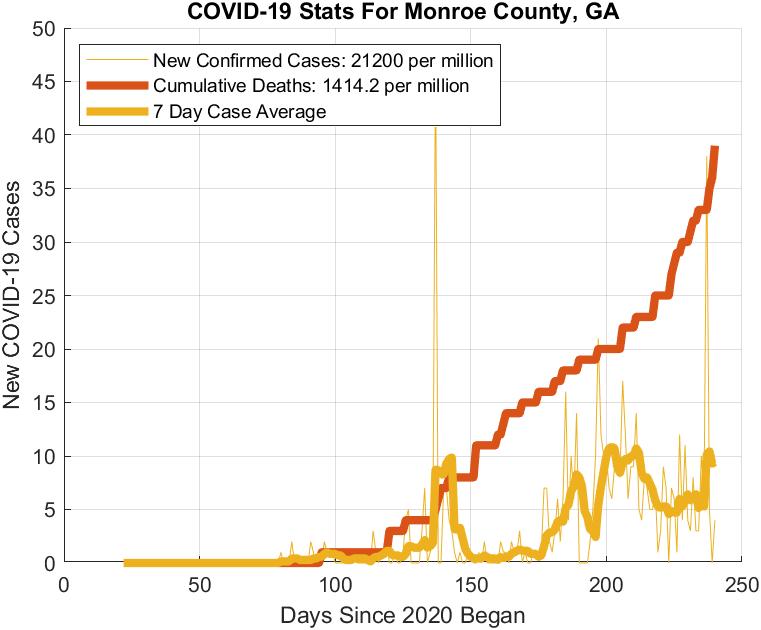 COVID-19 Stats For Monroe County, GA
50
45
40
35
30
25
20
15
10
5
0
New COVID-19 Cases
New Confirmed Cases: 21200 per million
Cumulative Deaths: 1414.2 per million
7 Day Case Average
0
50
100
150
200
250
Days Since 2020 Began